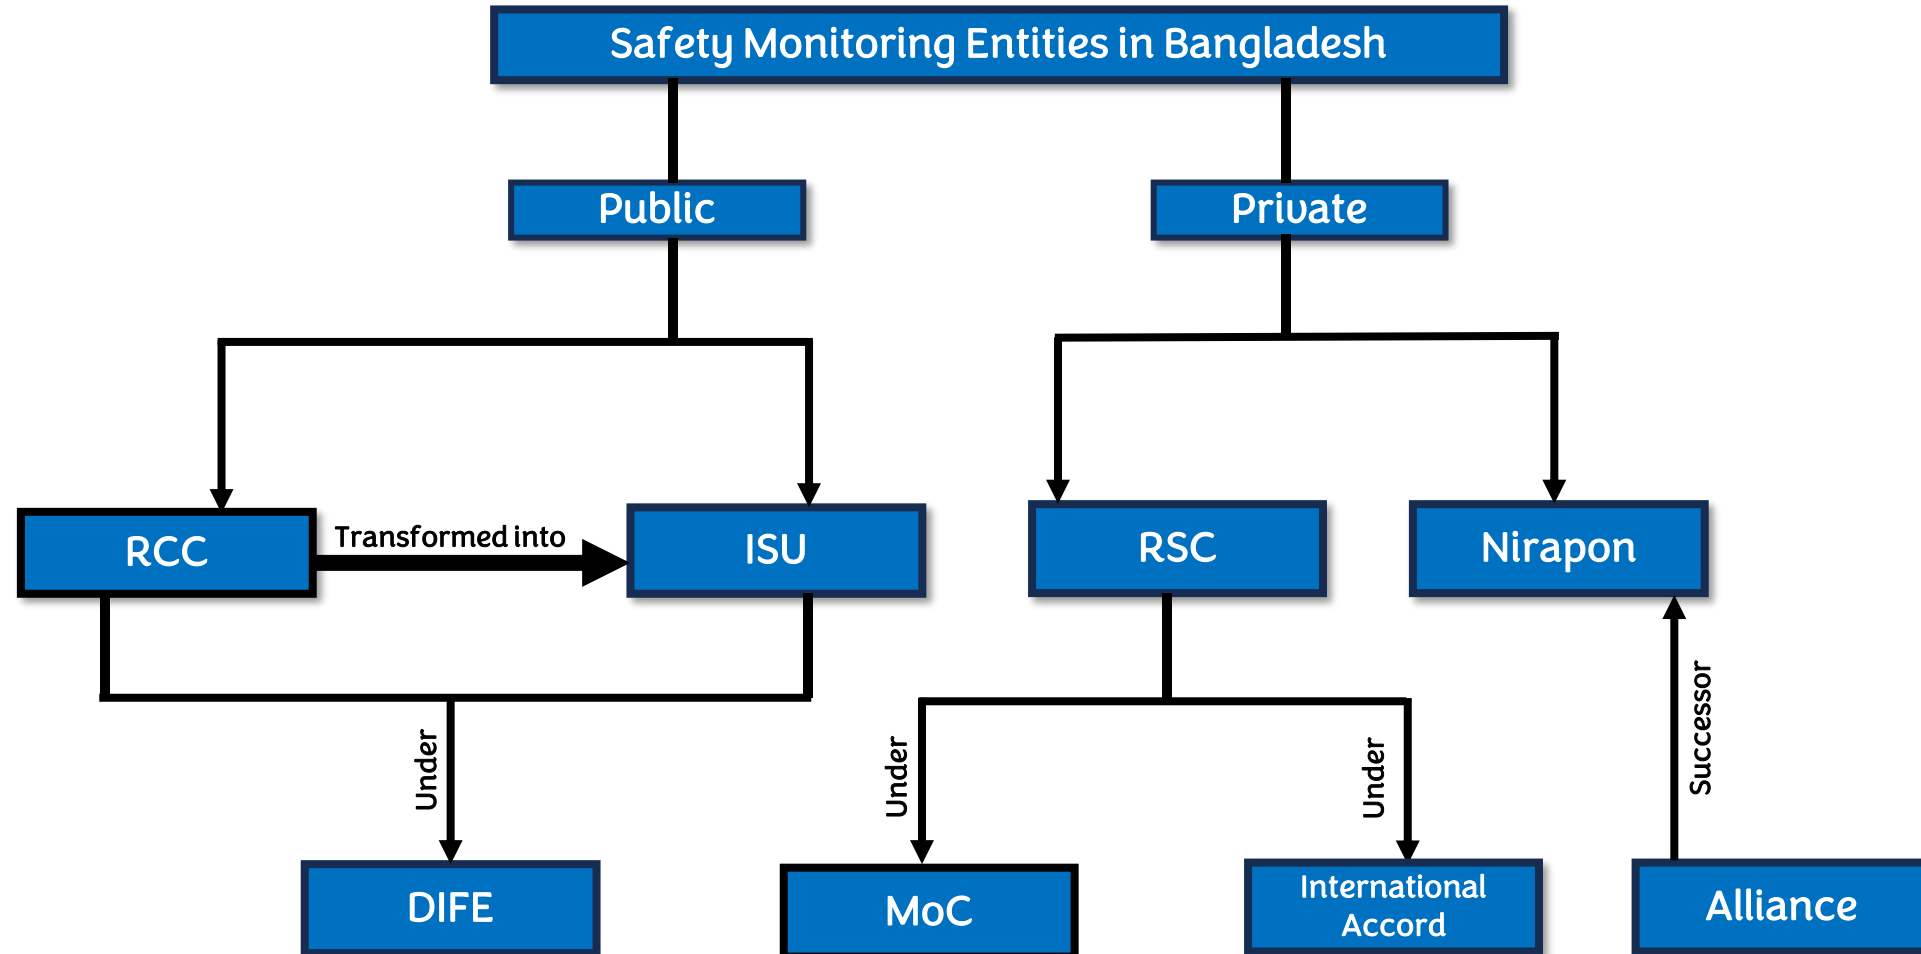 Safety Monitoring Entities in Bangladesh
Public
Private
RCC
Transformed into
ISU
RSC
Nirapon
Under
Under
Under
Successor
DIFE
MoC
International
Accord
Alliance